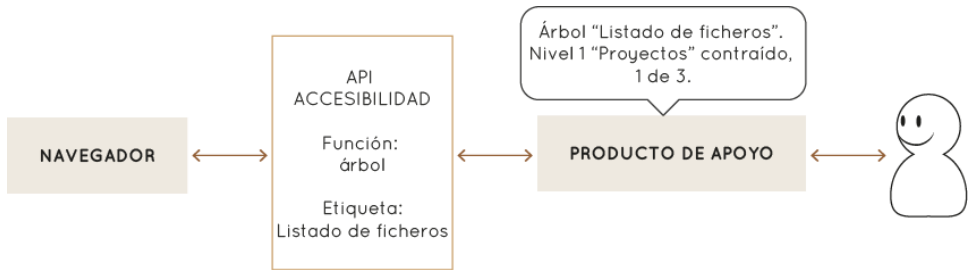 NAVEGADOR
API
ACCESIBILIDAD
Función:
árbol
Etiqueta:
Listado de ficheros
Árbol “Listado de ficheros”.
Nivel 1 “Proyectos” contraído,
1 de 3.
PRODUCTO DE APOYO